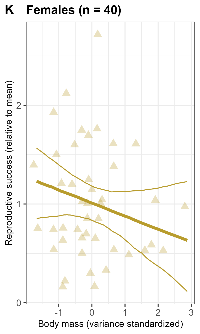 K Females (n = 40)
Reproductive success (relative to mean)
2
1
0
-1 0 1 2 3
Body mass (variance standardized)